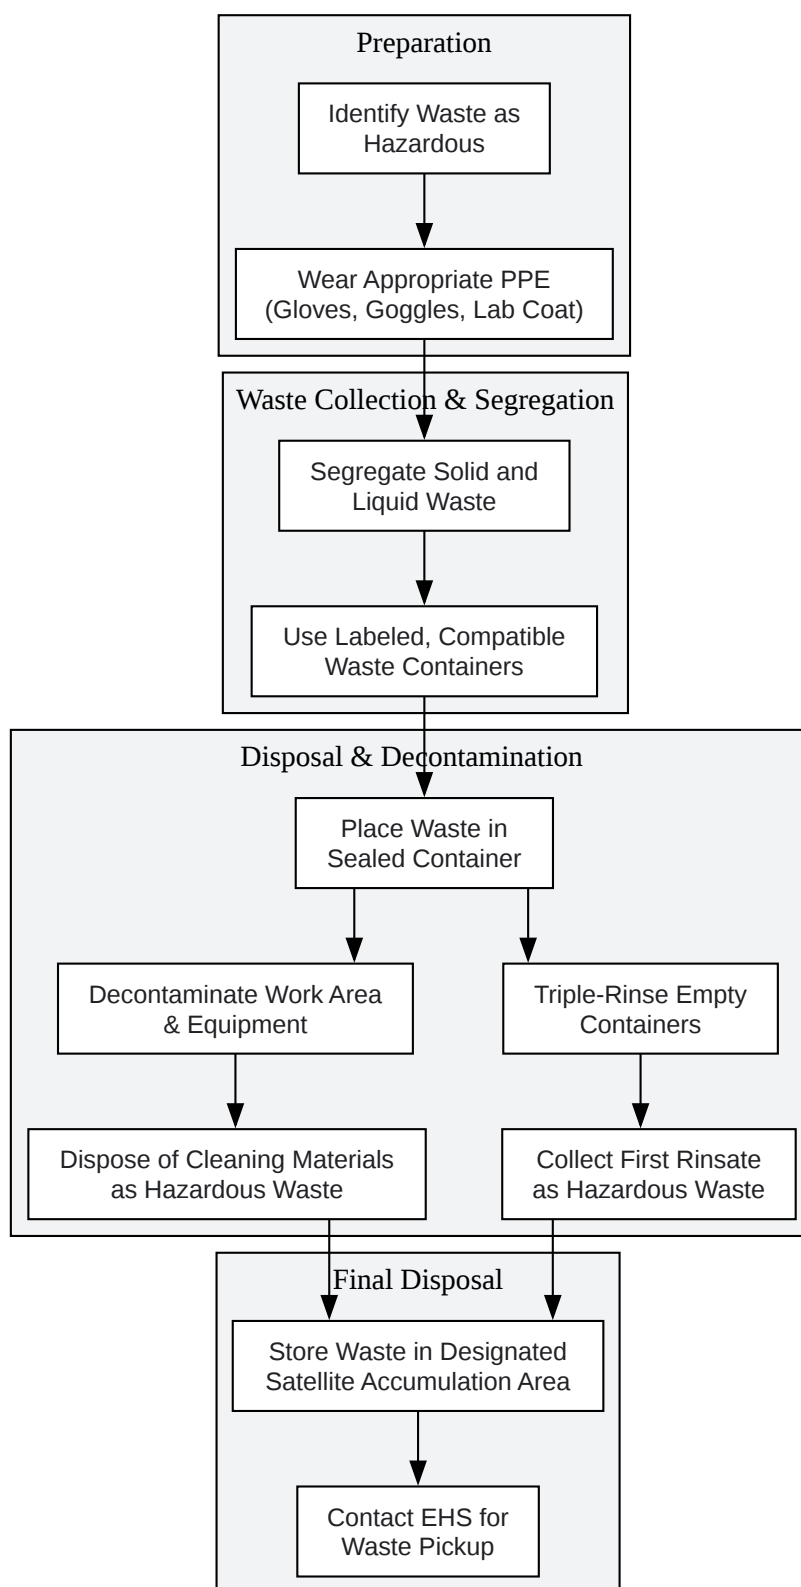 Preparation
Identify Waste as
Hazardous
Wear Appropriate PPE
(Gloves, Goggles, Lab Coat)
Waste Collection & Segregation
Segregate Solid and
Liquid Waste
Use Labeled, Compatible
Waste Containers
Disposal & Decontamination
Place Waste in
Sealed Container
Decontaminate Work Area
& Equipment
Triple-Rinse Empty
Containers
Dispose of Cleaning Materials
as Hazardous Waste
Collect First Rinsate
as Hazardous Waste
Final Disposal
Store Waste in Designated
Satellite Accumulation Area
Contact EHS for
Waste Pickup